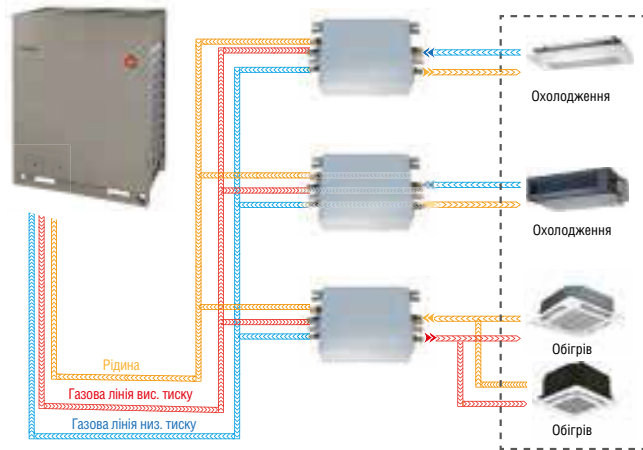 Охолодження
Охолодження
Обігрів
Обігрів
Рідина
Газова лінія вис. тиску
Газова лінія низ. тиску